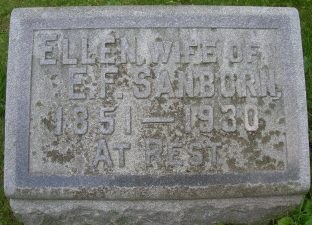 ELLEN, WIFE OF
E.F. SANBORN
1851 — 1930
AT REST